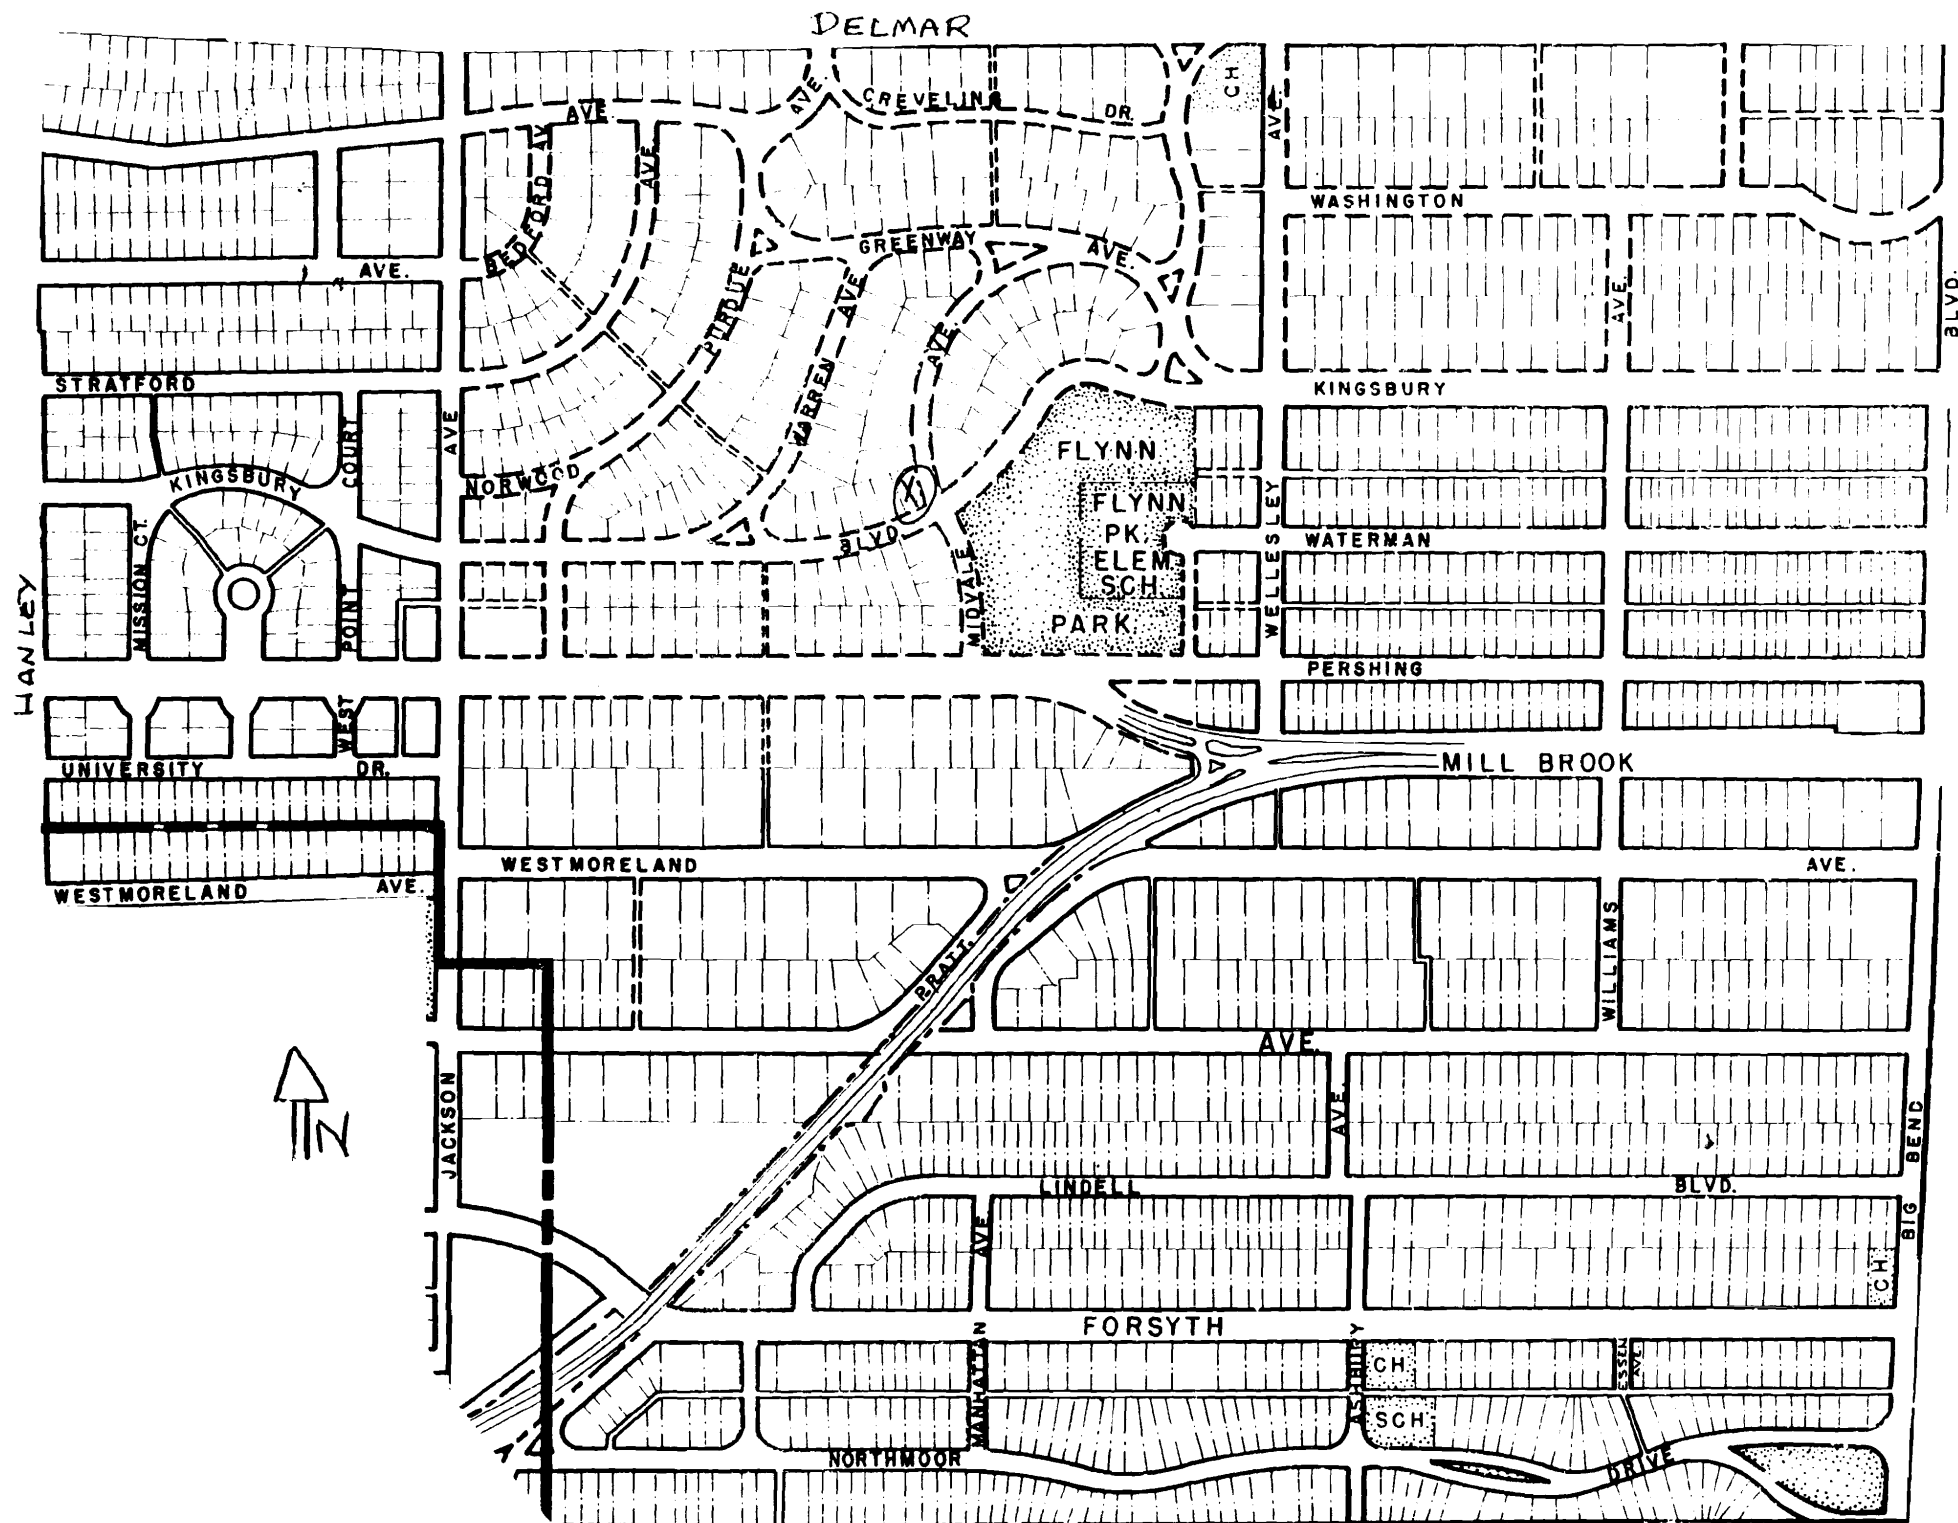 DELMAR
CH
CREVELING
AVE.
DR.
AVE
AVE.
BEDFORD AV
AVE.
WASHINGTON
GREENWAY
AVE.
AVE.
PURDUE
AVE
AVE.
BLVD.
STRATFORD
KINGSBURY
WARREN
AVE
COURT
AVE
KINGSBURY
NORWOOD
FLYNN
FLYNN
PK.
ELEM
SCH.
PARK
WELLESLEY
WATERMAN
BLVD.
MIDVALE
MISSION CT.
HANLEY
POINT
WEST
PERSHING
UNIVERSITY
DR.
MILL BROOK
WESTMORELAND
AVE.
WESTMORELAND
AVE.
WILLIAMS
PRATT
AVE.
N
JACKSON
AVE.
BEND
LINDELL
BLVD.
BIG
AVE
CH
FORSYTH
MANHATTAN
ASHBURY
CH
ESSEN
AVE.
SCH
NORTHMOOR
DRIVE